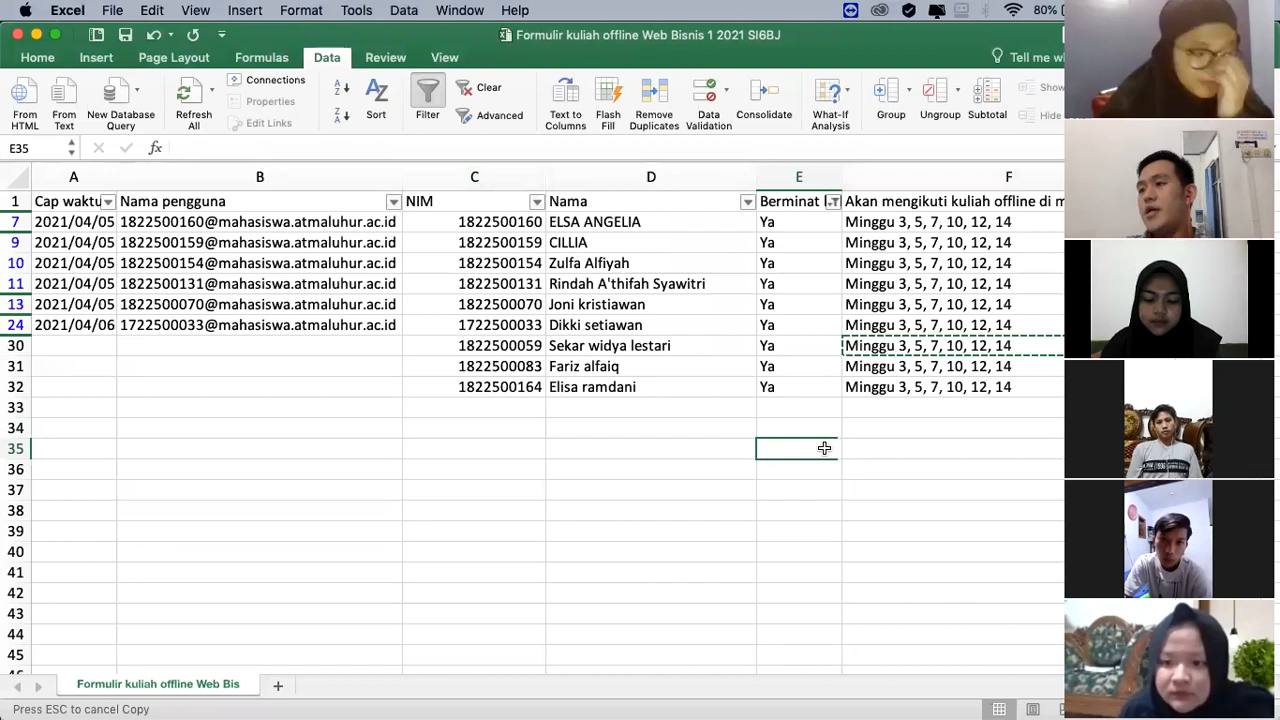 Excel File Edit View Insert Format Tools Data Window Help 80%
Formulir kuliah offline Web Bisnis 1 2021 SI6BJ
Home Insert Page Layout Formulas Data Review View Tell me
From HTML From Text New Database Query Refresh All Connections Properties Edit Links Sort Filter Clear Advanced Text to Columns Flash Fill Remove Duplicates Data Validation Consolidate What-If Analysis Group Ungroup Subtotal Show
E35 fx
A B C D E F
1 Cap waktu Nama pengguna NIM Nama Berminat Akan mengikuti kuliah offline di m
7 2021/04/05 1822500160@mahasiswa.atmaluhur.ac.id 1822500160 ELSA ANGELIA Ya Minggu 3, 5, 7, 10, 12, 14
9 2021/04/05 1822500159@mahasiswa.atmaluhur.ac.id 1822500159 CILLIA Ya Minggu 3, 5, 7, 10, 12, 14
10 2021/04/05 1822500154@mahasiswa.atmaluhur.ac.id 1822500154 Zulfa Alfiyah Ya Minggu 3, 5, 7, 10, 12, 14
11 2021/04/05 1822500131@mahasiswa.atmaluhur.ac.id 1822500131 Rindah A'thifah Syawitri Ya Minggu 3, 5, 7, 10, 12, 14
13 2021/04/05 1822500070@mahasiswa.atmaluhur.ac.id 1822500070 Joni kristiawan Ya Minggu 3, 5, 7, 10, 12, 14
24 2021/04/06 1722500033@mahasiswa.atmaluhur.ac.id 1722500033 Dikki setiawan Ya Minggu 3, 5, 7, 10, 12, 14
30 1822500059 Sekar widya lestari Ya Minggu 3, 5, 7, 10, 12, 14
31 1822500083 Fariz alfaiq Ya Minggu 3, 5, 7, 10, 12, 14
32 1822500164 Elisa ramdani Ya Minggu 3, 5, 7, 10, 12, 14
33
34
35
36
37
38
39
40
41
42
43
44
45
Formulir kuliah offline Web Bis
Press ESC to cancel Copy